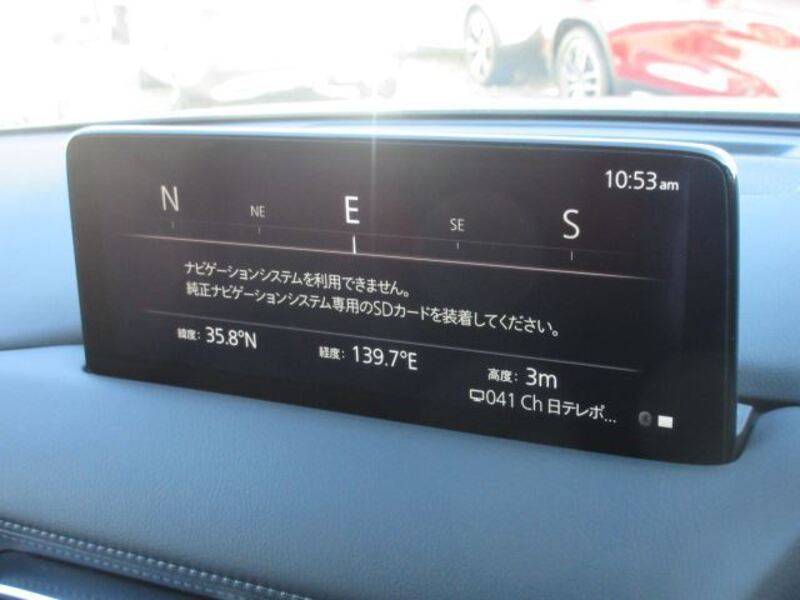 10:53am
N NE E SE S
ナビゲーションシステムを利用できません。
純正ナビゲーションシステム専用のSDカードを装着してください。
緯度: 35.8°N 経度: 139.7°E 高度: 3m
041 Ch 日テレポ...